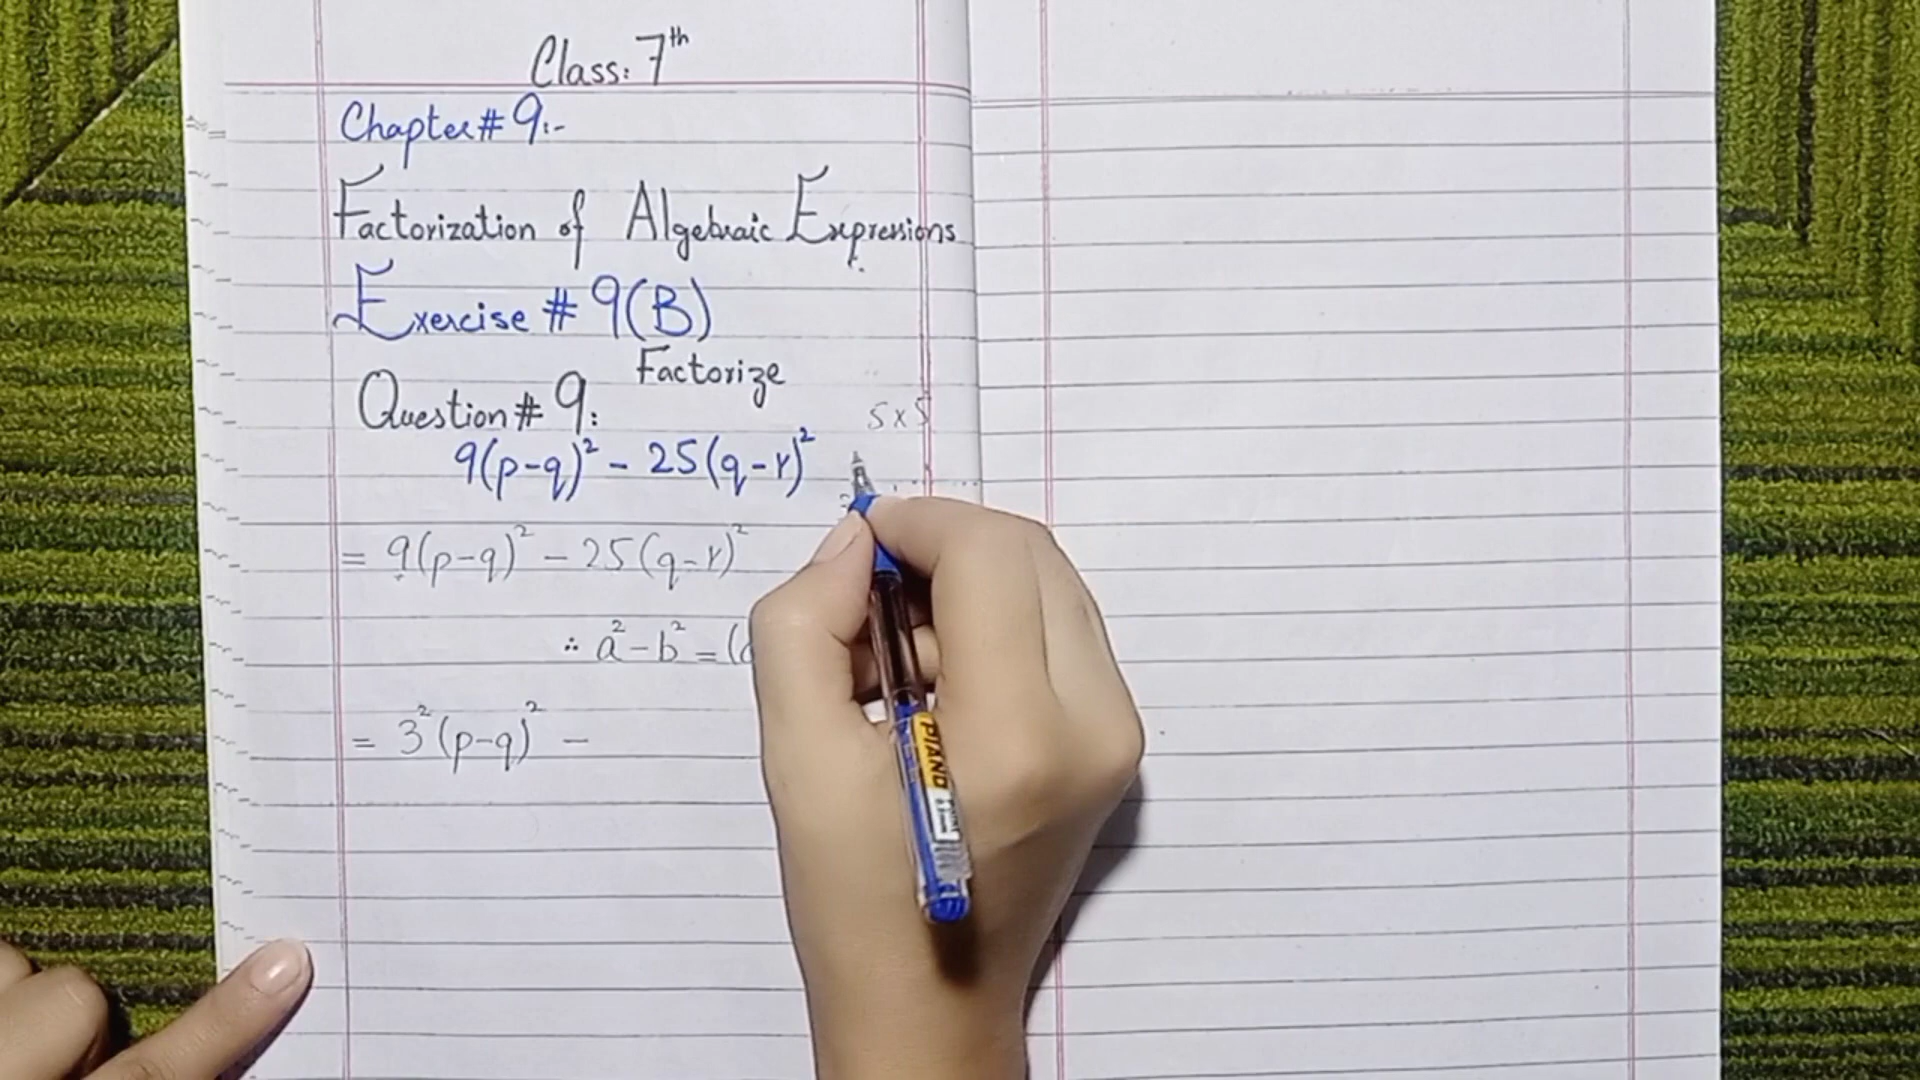 Class: 7th
Chapter # 9:-
Factorization of Algebraic Expressions
Exercise # 9(B)
Factorize
Question # 9:
5 x 5
9(p-q)² - 25(q-r)²
= 9(p-q)² - 25(q-r)²
∴ a² - b² = (
= 3²(p-q)² -
PIANO